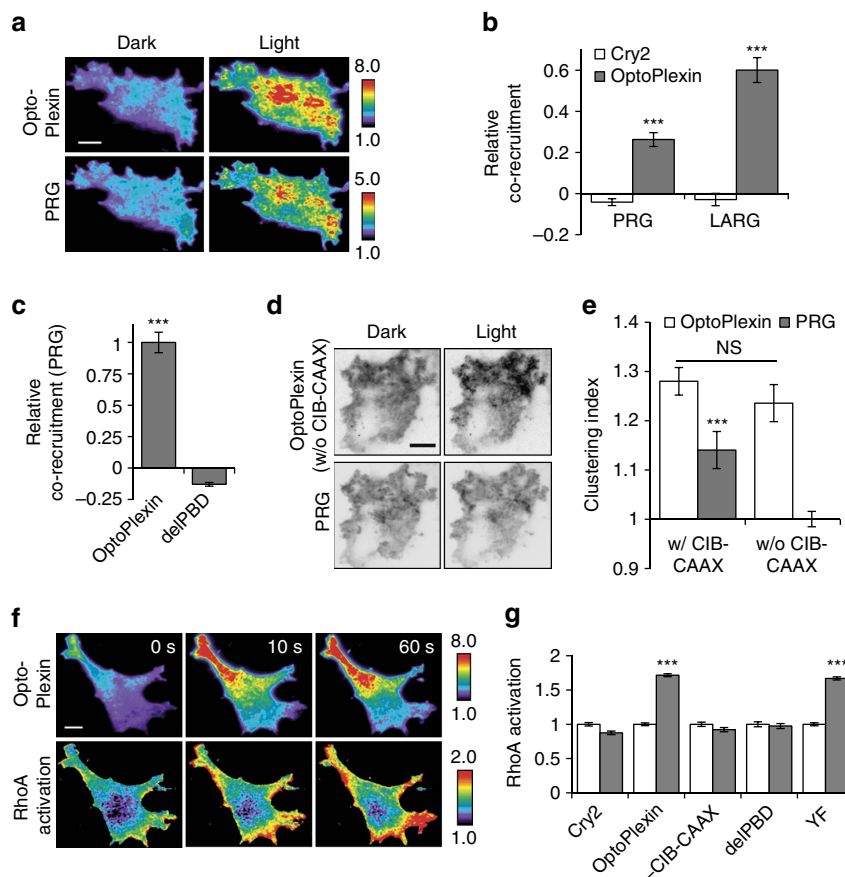 a
Dark
Light
Opto-
Plexin
PRG
8.0
1.0
5.0
1.0
b
Cry2
OptoPlexin
Relative
co-recruitment
0.6
0.4
0.2
0
−0.2
***
***
PRG
LARG
c
Relative
co-recruitment (PRG)
1
0.75
0.5
0.25
0
−0.25
***
OptoPlexin
delPBD
d
Dark
Light
OptoPlexin
(w/o CIB-CAAX)
PRG
e
OptoPlexin
PRG
NS
Clustering index
1.4
1.3
1.2
1.1
1
0.9
***
w/ CIB-
CAAX
w/o CIB-
CAAX
f
0 s
10 s
60 s
Opto-
Plexin
RhoA
activation
8.0
1.0
2.0
1.0
g
RhoA activation
2
1.5
1
0.5
0
***
***
Cry2
OptoPlexin
_CIB-CAAX
delPBD
YF